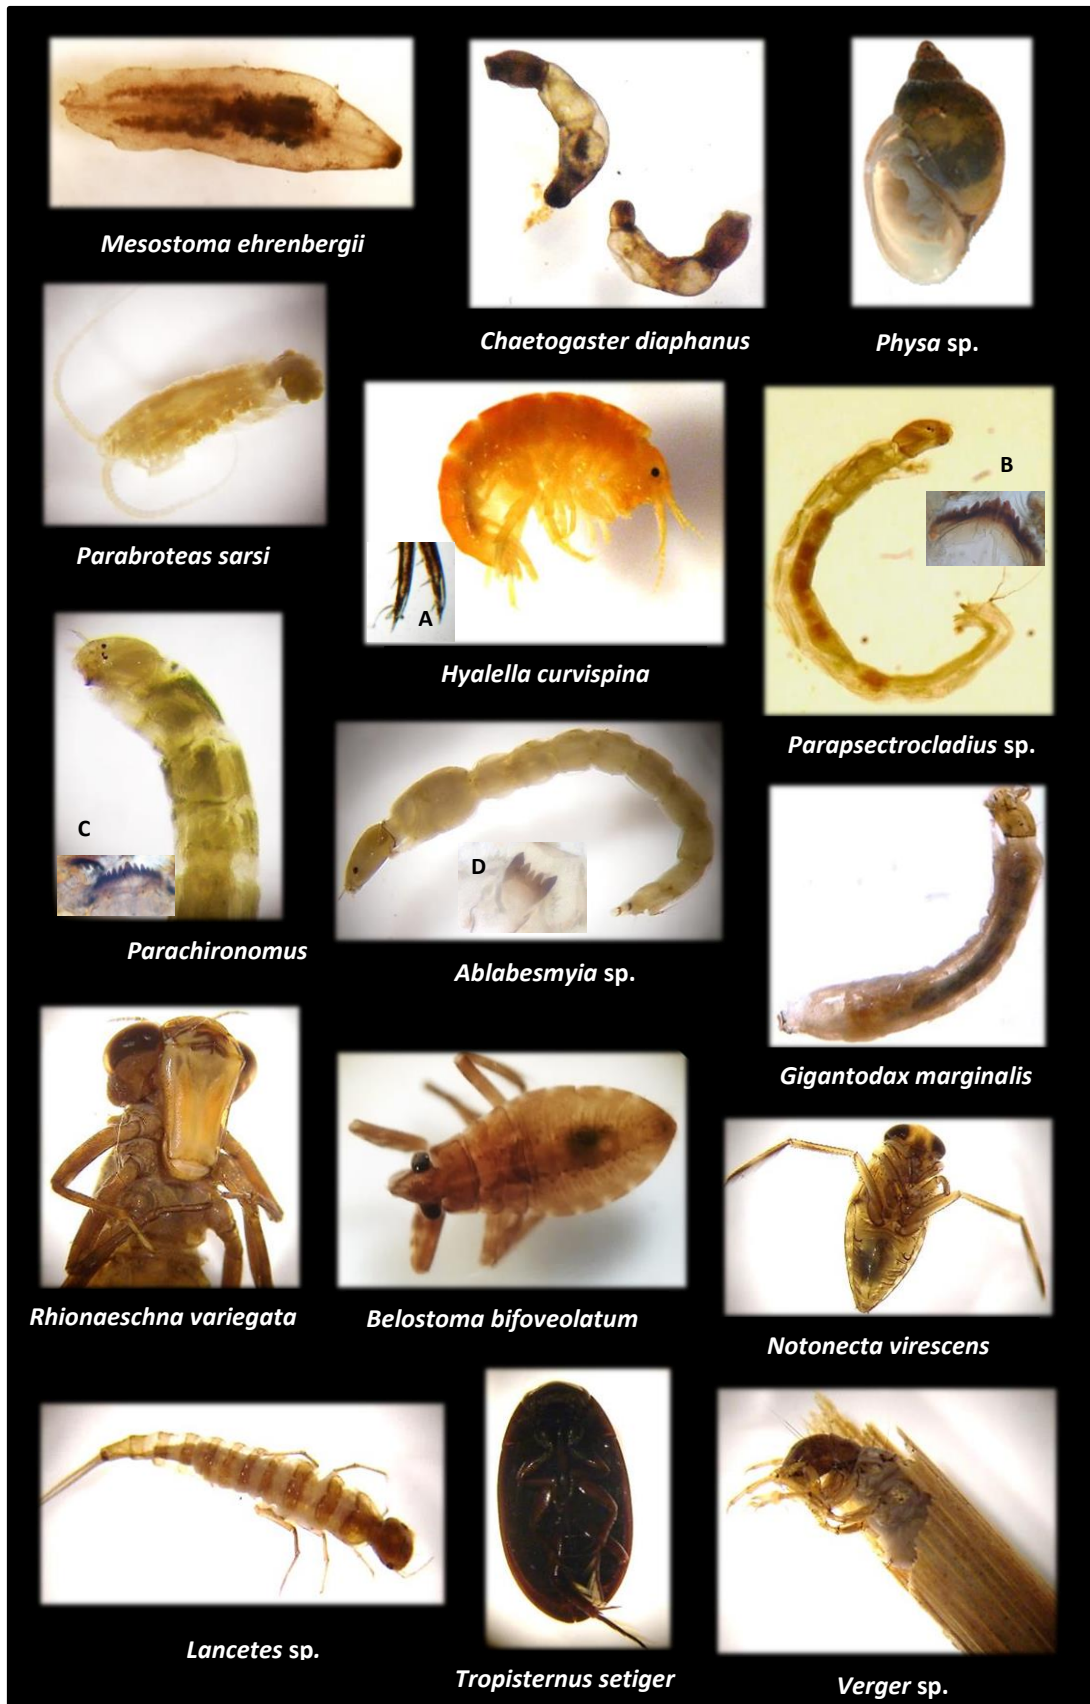 Mesostoma ehrenbergii
Chaetogaster diaphanus
Physa sp.
Parabroteas sarsi
A
Hyalella curvispina
B
Parapsectrocladius sp.
C
Parachironomus
D
Ablabesmyia sp.
Gigantodax marginalis
Rhionaeschna variegata
Belostoma bifoveolatum
Notonecta virescens
Lancetes sp.
Tropisternus setiger
Verger sp.